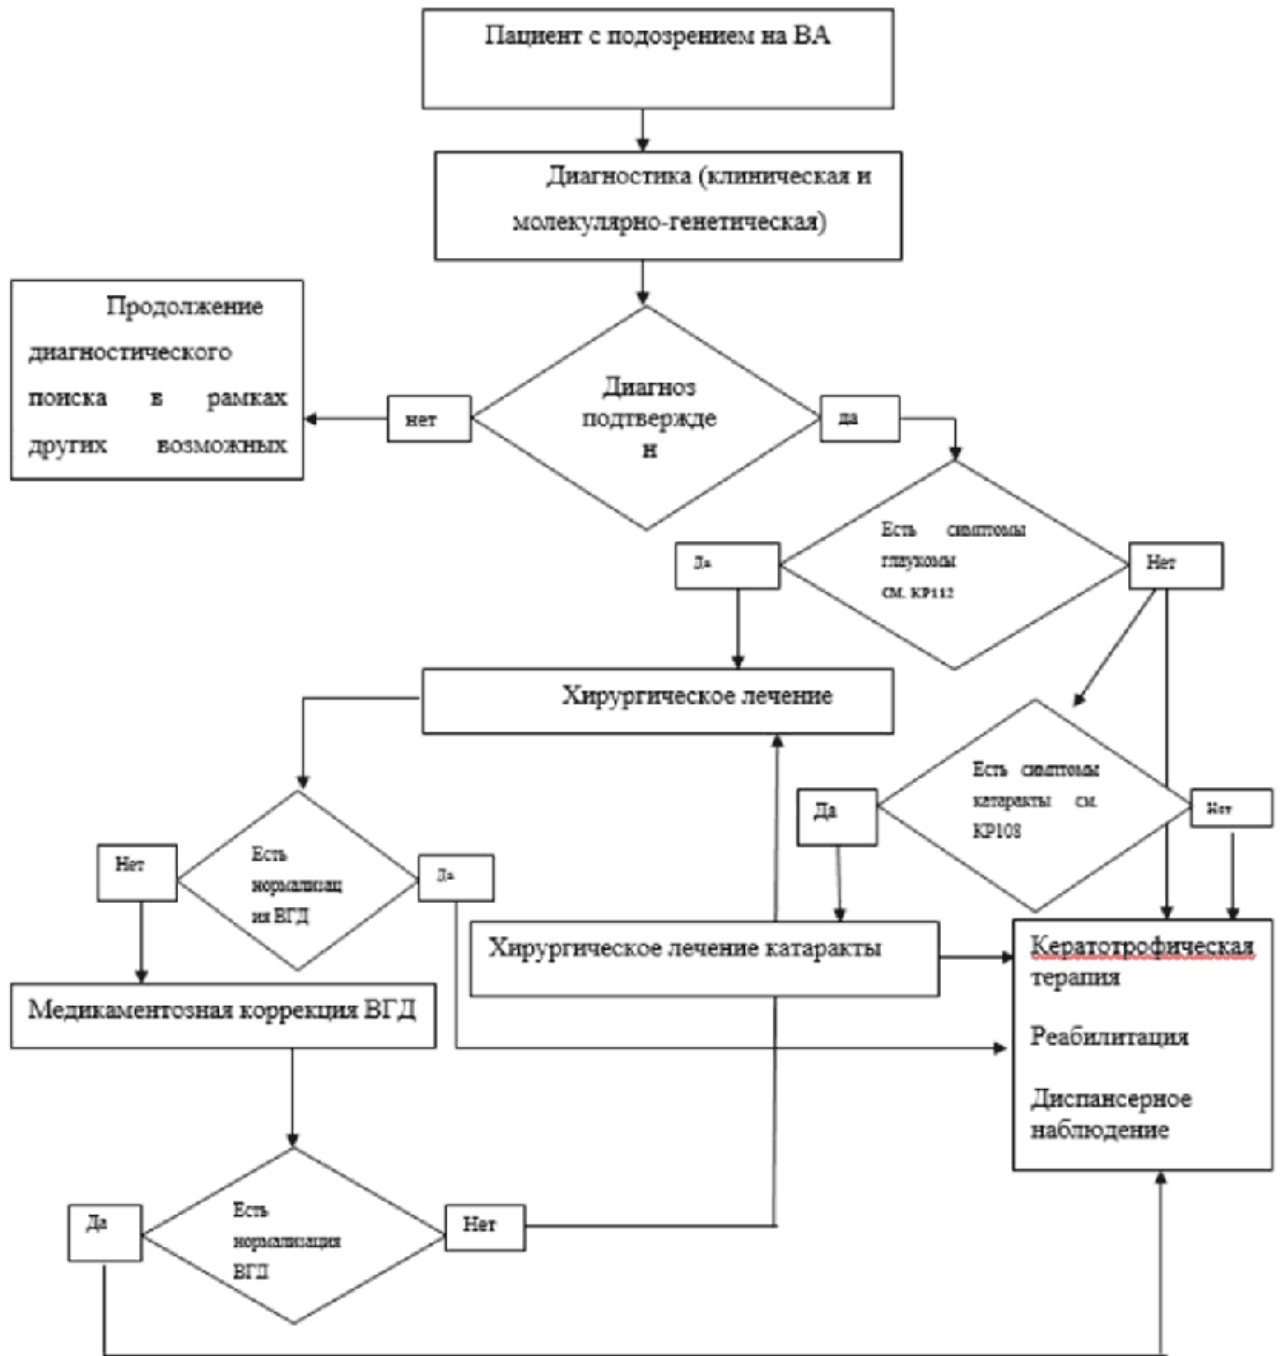 Пациент с подозрением на ВА
Диагностика (клиническая и
молекулярно-генетическая)
Продолжение
диагностического
поиска в рамках
других возможных
нет
Диагноз
подтвержде
н
да
Есть симптомы
глаукомы
см. КР112
Да
Нет
Хирургическое лечение
Есть симптомы
катаракты см.
КР108
Да
Нет
Есть
нормализац
ия ВГД
Нет
Да
Хирургическое лечение катаракты
Кератотрофическая
терапия
Реабилитация
Диспансерное
наблюдение
Медикаментозная коррекция ВГД
Есть
нормализация
ВГД
Да
Нет